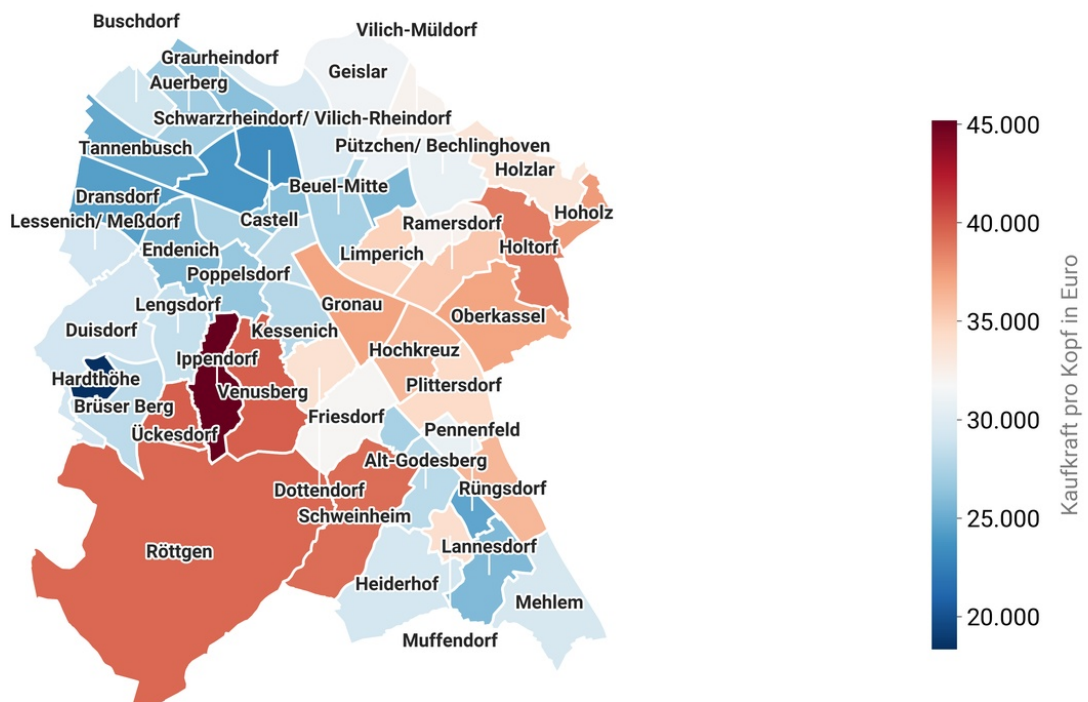 Buschdorf
Vilich-Müldorf
Graurheindorf
Geislar
Auerberg
Schwarzrheindorf/ Vilich-Rheindorf
Tannenbusch
Pützchen/ Bechlinghoven
Holzlar
Beuel-Mitte
Dransdorf
Hoholz
Lessenich/ Meßdorf
Castell
Ramersdorf
Holtorf
Endenich
Limperich
Poppelsdorf
Lengsdorf
Gronau
Oberkassel
Duisdorf
Kessenich
Hochkreuz
Ippendorf
Hardthöhe
Venusberg
Plittersdorf
Brüser Berg
Friesdorf
Ückesdorf
Pennenfeld
Alt-Godesberg
Dottendorf
Rüngsdorf
Schweinheim
Röttgen
Lannesdorf
Heiderhof
Mehlem
Muffendorf
45.000
40.000
35.000
30.000
25.000
20.000
Kaufkraft pro Kopf in Euro